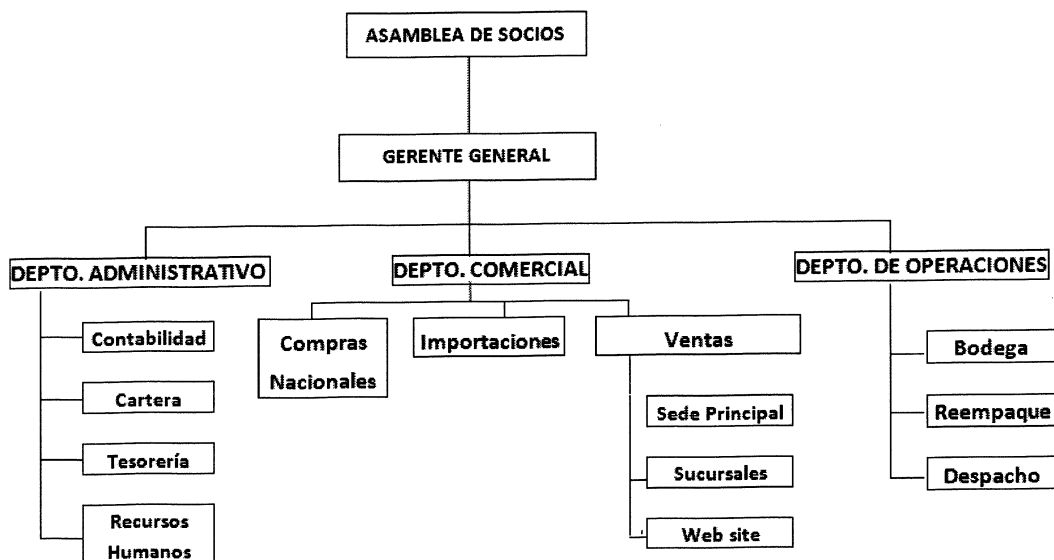 ASAMBLEA DE SOCIOS
GERENTE GENERAL
DEPTO. ADMINISTRATIVO
Contabilidad
Cartera
Tesorería
Recursos
Humanos
DEPTO. COMERCIAL
Compras
Nacionales
Importaciones
Ventas
Sede Principal
Sucursales
Web site
DEPTO. DE OPERACIONES
Bodega
Reempaque
Despacho